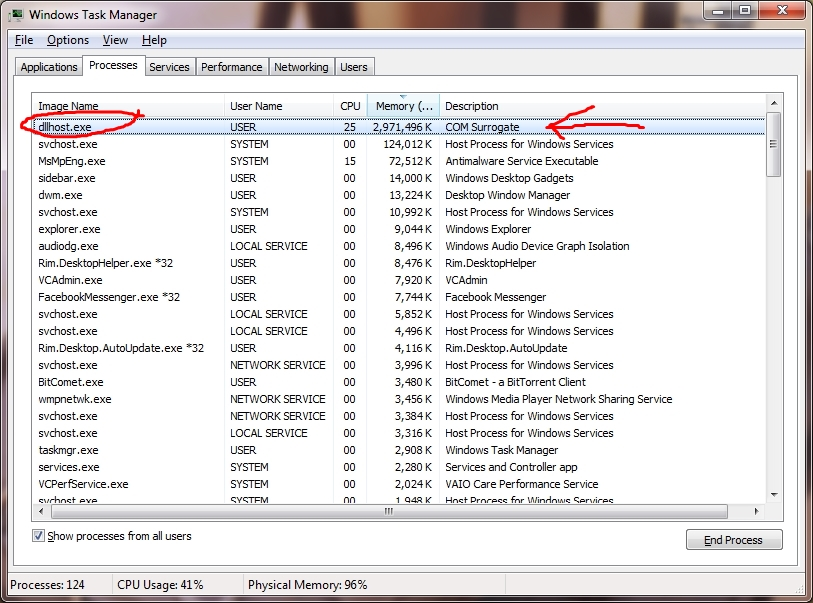 Windows Task Manager
File Options View Help
Applications Processes Services Performance Networking Users
Image Name User Name CPU Memory (... Description
dllhost.exe USER 25 2,971,496 K COM Surrogate
svchost.exe SYSTEM 00 124,012 K Host Process for Windows Services
MsMpEng.exe SYSTEM 15 72,512 K Antimalware Service Executable
sidebar.exe USER 00 14,000 K Windows Desktop Gadgets
dwm.exe USER 00 13,224 K Desktop Window Manager
svchost.exe SYSTEM 00 10,992 K Host Process for Windows Services
explorer.exe USER 00 9,044 K Windows Explorer
audiodg.exe LOCAL SERVICE 00 8,496 K Windows Audio Device Graph Isolation
Rim.DesktopHelper.exe *32 USER 00 8,476 K Rim.DesktopHelper
VCAdmin.exe USER 00 7,920 K VCAdmin
FacebookMessenger.exe *32 USER 00 7,744 K Facebook Messenger
svchost.exe LOCAL SERVICE 00 5,852 K Host Process for Windows Services
svchost.exe LOCAL SERVICE 00 4,496 K Host Process for Windows Services
Rim.Desktop.AutoUpdate.exe *32 USER 00 4,116 K Rim.Desktop.AutoUpdate
svchost.exe NETWORK SERVICE 00 3,996 K Host Process for Windows Services
BitComet.exe USER 00 3,480 K BitComet - a BitTorrent Client
wmpnetwk.exe NETWORK SERVICE 00 3,456 K Windows Media Player Network Sharing Service
svchost.exe NETWORK SERVICE 00 3,384 K Host Process for Windows Services
svchost.exe LOCAL SERVICE 00 3,316 K Host Process for Windows Services
taskmgr.exe USER 00 2,908 K Windows Task Manager
services.exe SYSTEM 00 2,280 K Services and Controller app
VCPerfService.exe SYSTEM 00 2,024 K VAIO Care Performance Service
svchost.exe SYSTEM 00 1,948 K Host Process for Windows Services
Show processes from all users
End Process
Processes: 124 CPU Usage: 41% Physical Memory: 96%